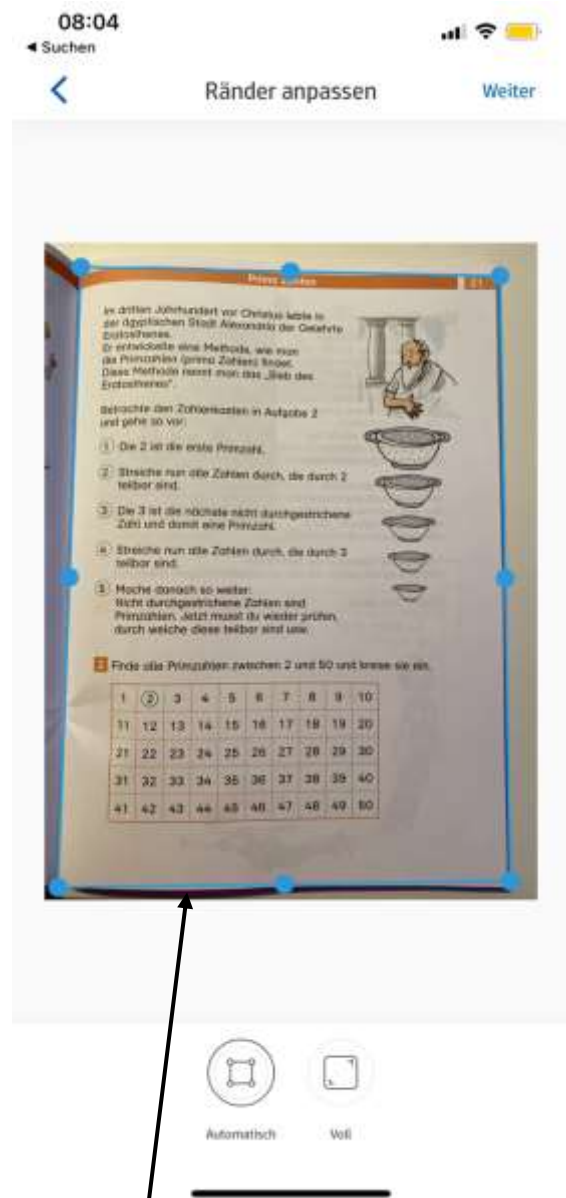 08:04
◀ Suchen
Ränder anpassen
Weiter
Prima Zahlen
Im dritten Jahrhundert vor Christus lebte in
der ägyptischen Stadt Alexandria der Gelehrte
Eratosthenes.
Er entwickelte eine Methode, wie man
die Primzahlen (prima Zahlen) findet.
Diese Methode nennt man das „Sieb des
Eratosthenes".
Betrachte den Zahlenkasten in Aufgabe 2
und gehe so vor:
1 Die 2 ist die erste Primzahl.
2 Streiche nun alle Zahlen durch, die durch 2
teilbar sind.
3 Die 3 ist die nächste nicht durchgestrichene
Zahl und damit eine Primzahl.
4 Streiche nun alle Zahlen durch, die durch 3
teilbar sind.
5 Mache danach so weiter:
Nicht durchgestrichene Zahlen sind
Primzahlen. Jetzt musst du wieder prüfen,
durch welche diese teilbar sind usw.
2 Finde alle Primzahlen zwischen 2 und 50 und kreise sie ein.
1 2 3 4 5 6 7 8 9 10
11 12 13 14 15 16 17 18 19 20
21 22 23 24 25 26 27 28 29 30
31 32 33 34 35 36 37 38 39 40
41 42 43 44 45 46 47 48 49 50
Automatisch
Voll